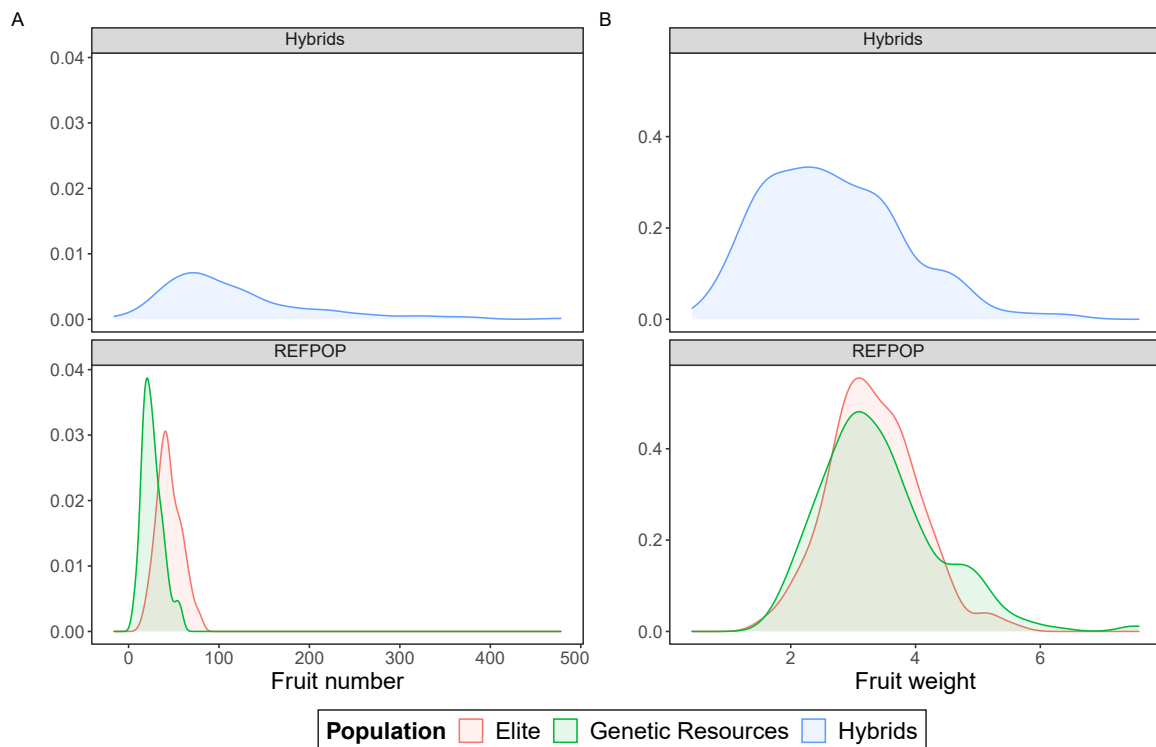 A
Hybrids
0.04
0.03
0.02
0.01
0.00
REFPOP
0.04
0.03
0.02
0.01
0.00
0 100 200 300 400 500
Fruit number
B
Hybrids
0.4
0.2
0.0
REFPOP
0.4
0.2
0.0
2 4 6
Fruit weight
Population Elite Genetic Resources Hybrids